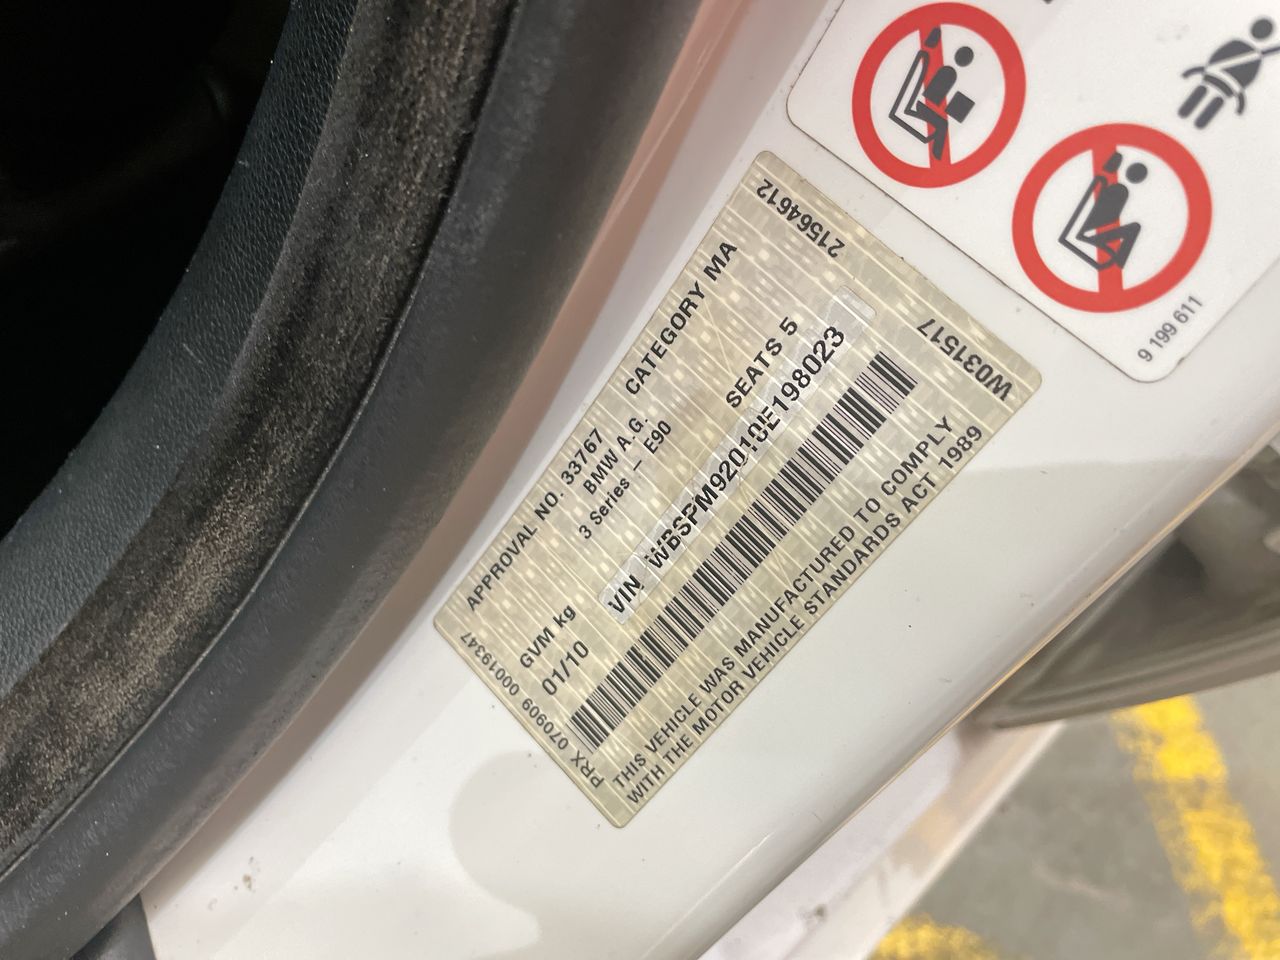 21564612
W031517
APPROVAL NO. 33767 CATEGORY MA
BMW A.G.
3 Series - E90
SEATS 5
GVM kg
01/10
VIN WBSPM92010E198023
THIS VEHICLE WAS MANUFACTURED TO COMPLY
WITH THE MOTOR VEHICLE STANDARDS ACT 1989
PRX 070909 00019347
9 199 611